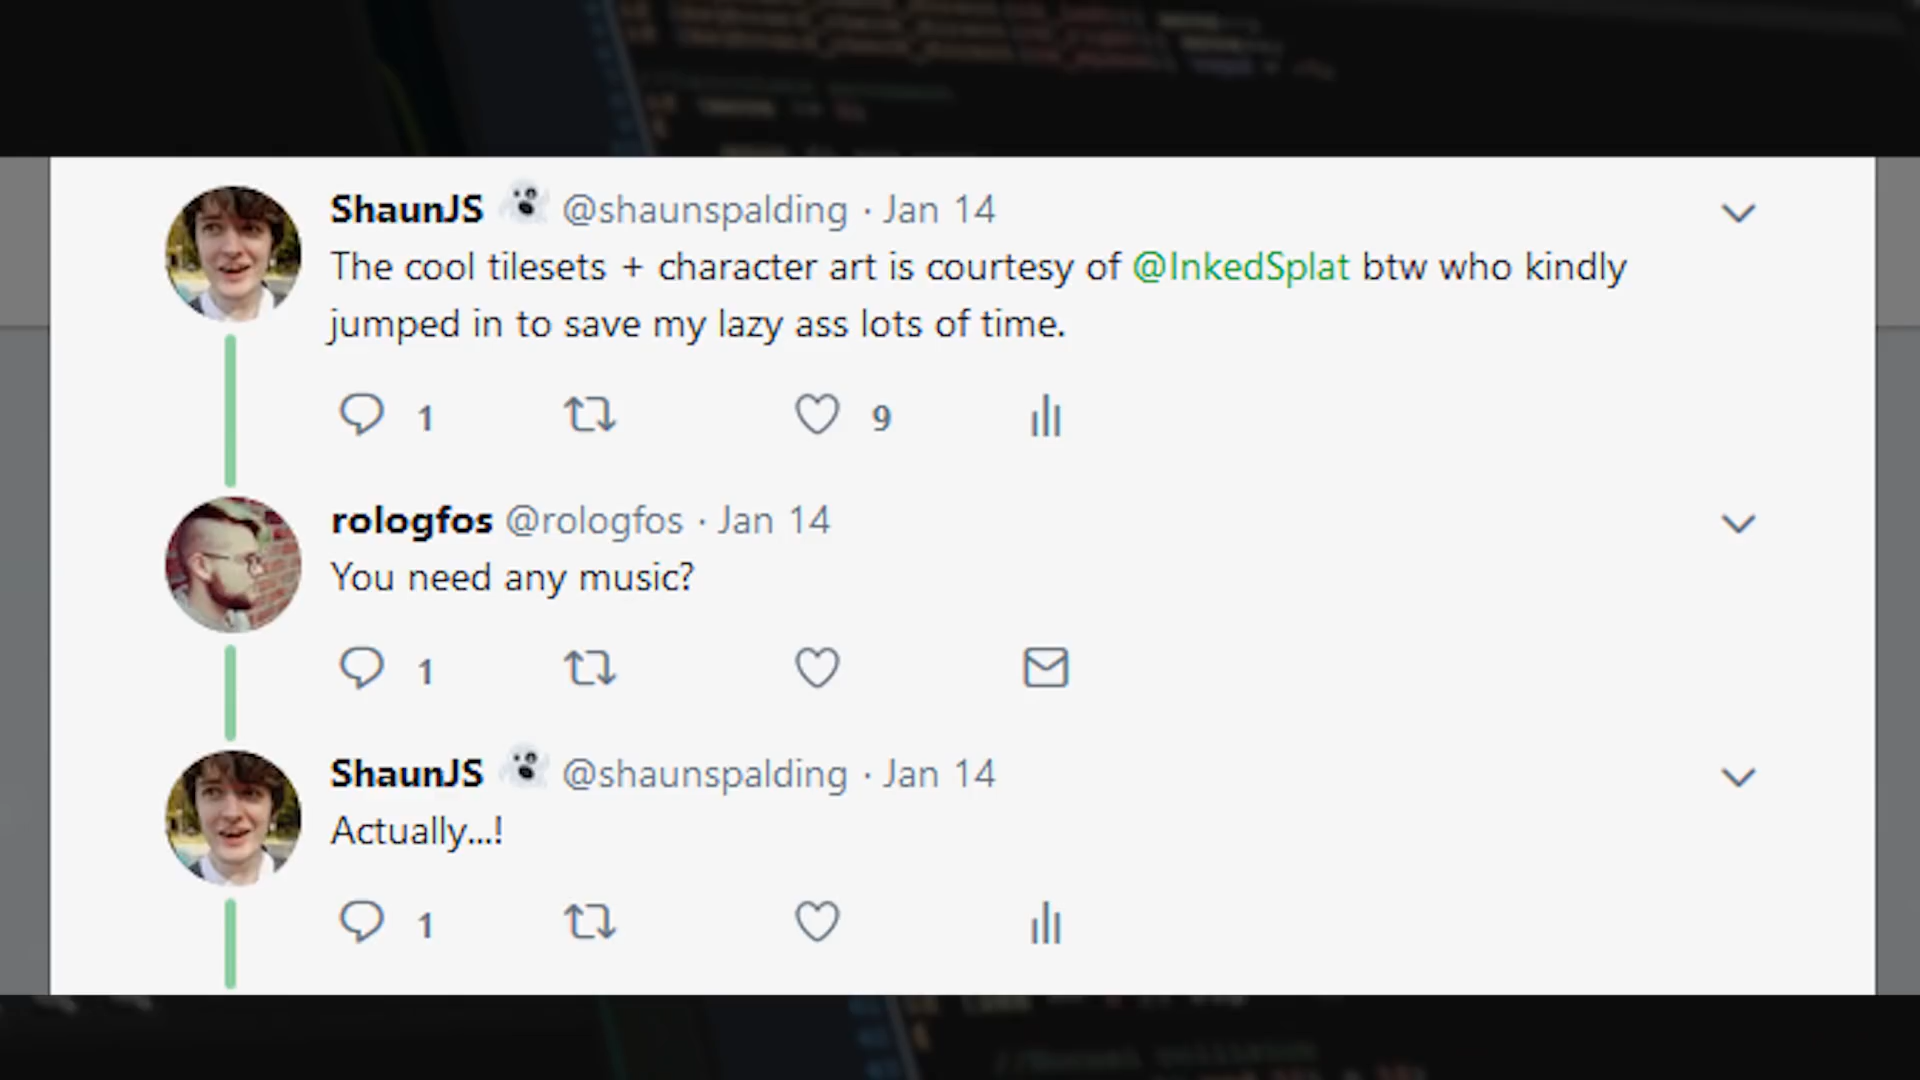 ShaunJS 👻 @shaunspalding · Jan 14
The cool tilesets + character art is courtesy of @InkedSplat btw who kindly
jumped in to save my lazy ass lots of time.
1 9
rologfos @rologfos · Jan 14
You need any music?
1
ShaunJS 👻 @shaunspalding · Jan 14
Actually...!
1